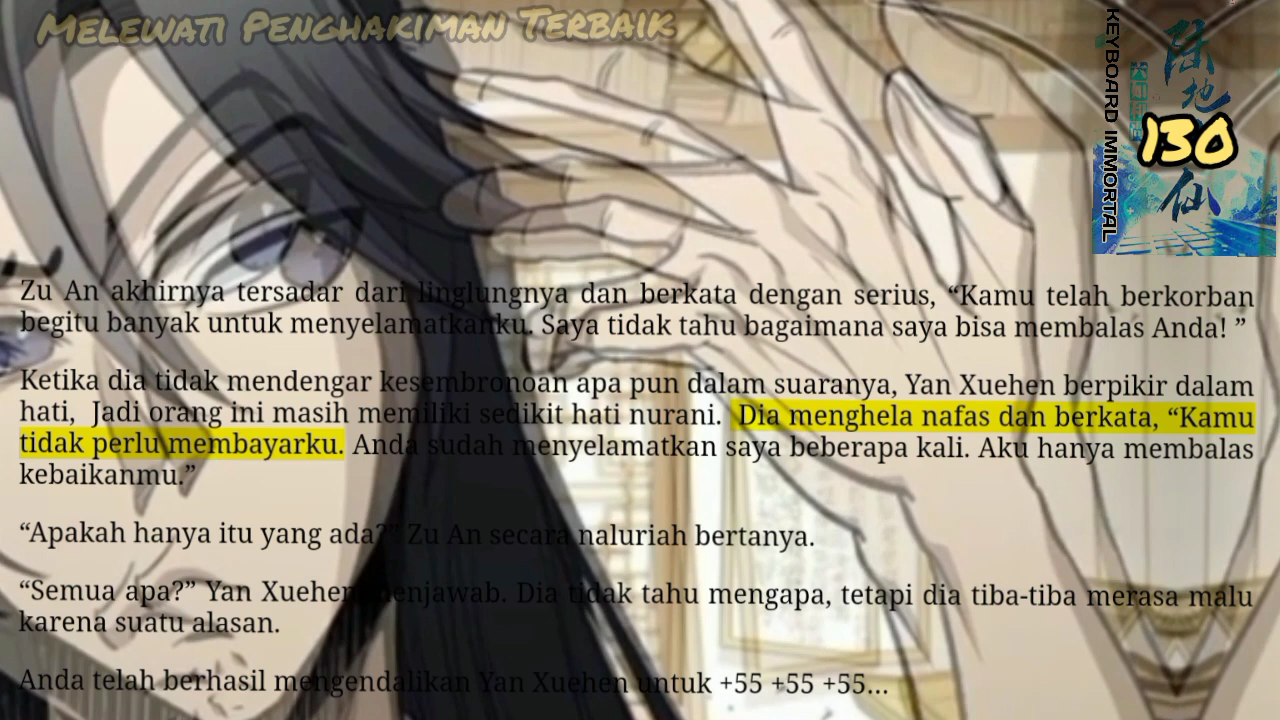 Melewati Penghakiman Terbaik
KEYBOARD IMMORTAL
陆地
130
仙
Zu An akhirnya tersadar dari linglungnya dan berkata dengan serius, “Kamu telah berkorban
begitu banyak untuk menyelamatkanku. Saya tidak tahu bagaimana saya bisa membalas Anda! ”
Ketika dia tidak mendengar kesembronoan apa pun dalam suaranya, Yan Xuehen berpikir dalam
hati, Jadi orang ini masih memiliki sedikit hati nurani. Dia menghela nafas dan berkata, “Kamu
tidak perlu membayarku. Anda sudah menyelamatkan saya beberapa kali. Aku hanya membalas
kebaikanmu.”
“Apakah hanya itu yang ada?” Zu An secara naluriah bertanya.
“Semua apa?” Yan Xuehen menjawab. Dia tidak tahu mengapa, tetapi dia tiba-tiba merasa malu
karena suatu alasan.
Anda telah berhasil mengendalikan Yan Xuehen untuk +55 +55 +55…